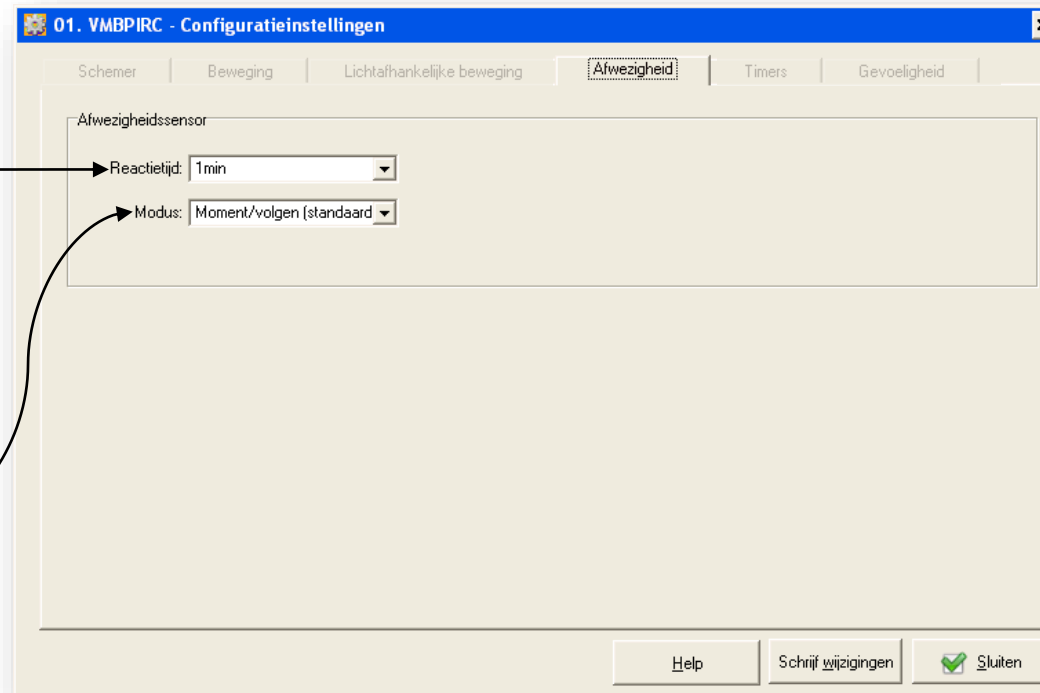 01. VMBPIRC - Configuratieinstellingen
Schemer Beweging Lichtafhankelijke beweging Afwezigheid Timers Gevoeligheid
Afwezigheidssensor
Reactietijd: 1min
Modus: Moment/volgen (standaard
Help Schrijf wijzigingen Sluiten